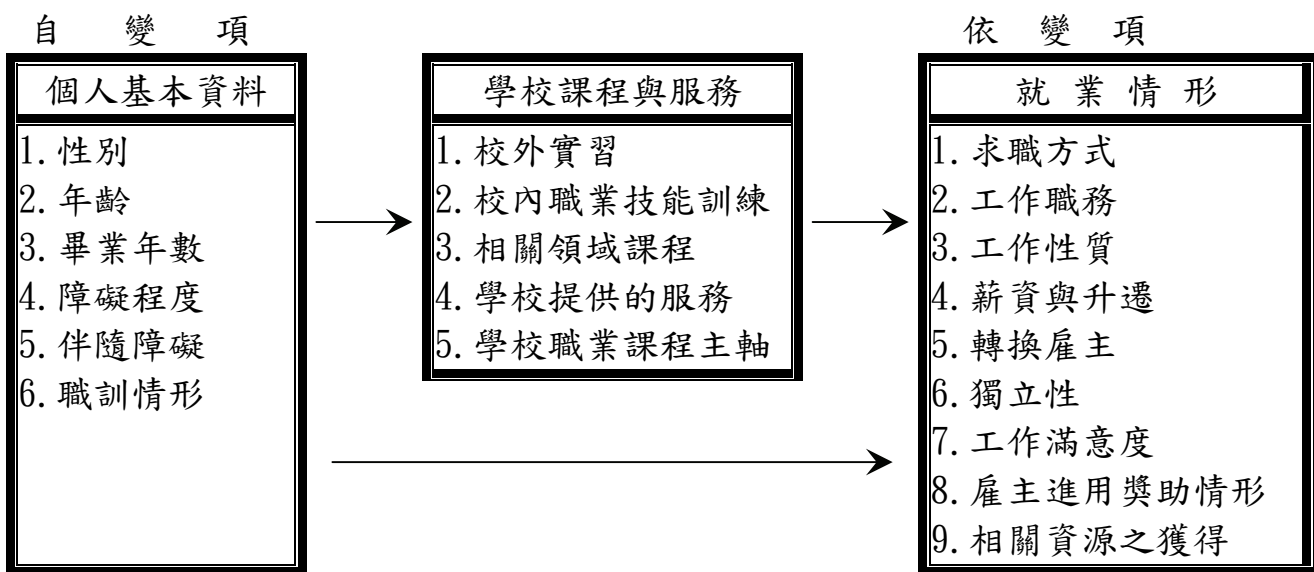 自變項
個人基本資料
1.性別
2.年齡
3.畢業年數
4.障礙程度
5.伴隨障礙
6.職訓情形
學校課程與服務
1.校外實習
2.校內職業技能訓練
3.相關領域課程
4.學校提供的服務
5.學校職業課程主軸
依變項
就業情形
1.求職方式
2.工作職務
3.工作性質
4.薪資與升遷
5.轉換雇主
6.獨立性
7.工作滿意度
8.雇主進用獎助情形
9.相關資源之獲得